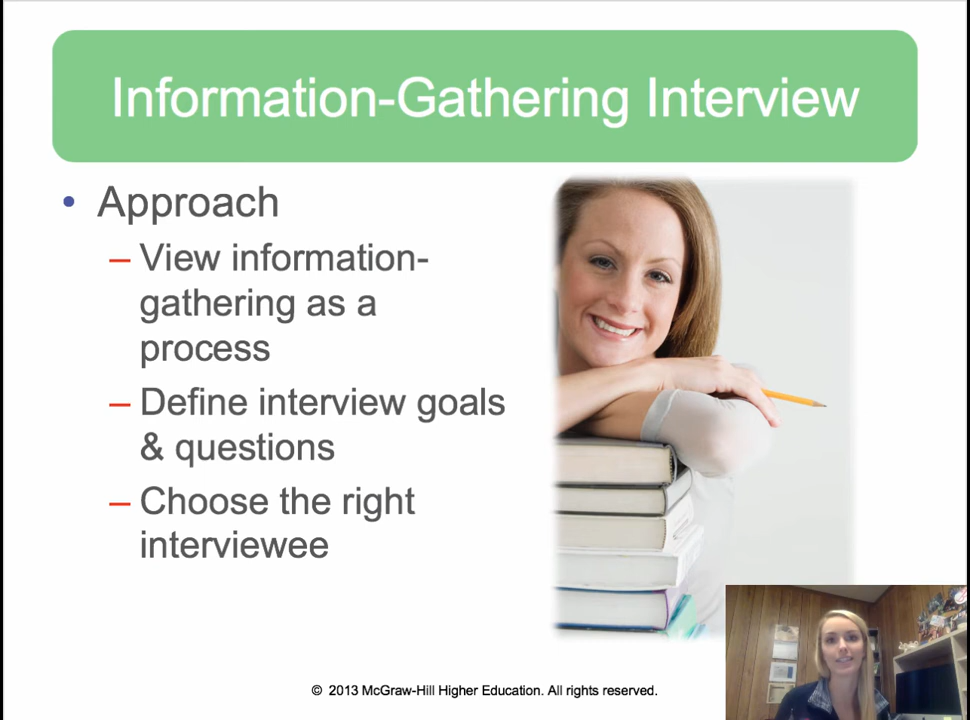 Information-Gathering Interview
• Approach
– View information-
gathering as a
process
– Define interview goals
& questions
– Choose the right
interviewee
© 2013 McGraw-Hill Higher Education. All rights reserved.